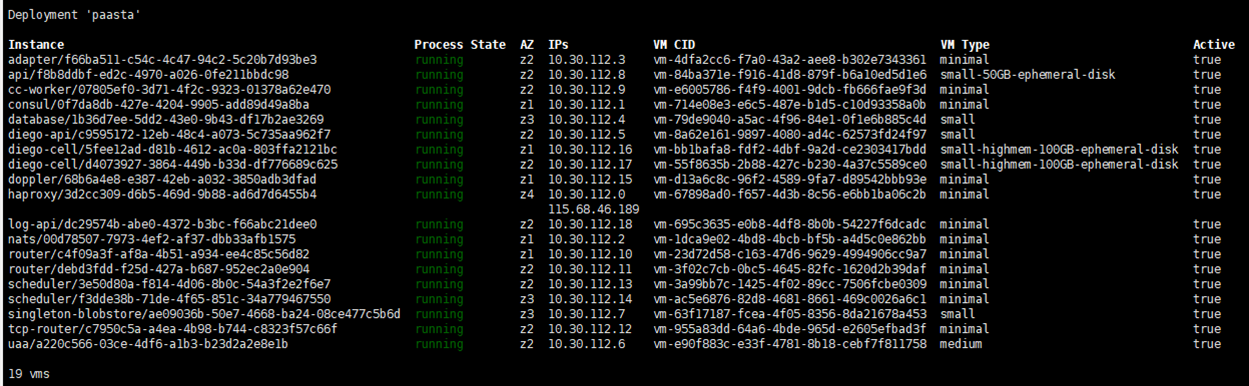 Deployment 'paasta'
Instance Process State AZ IPs VM CID VM Type Active
adapter/f66ba511-c54c-4c47-94c2-5c20b7d93be3 running z2 10.30.112.3 vm-4dfa2cc6-f7a0-43a2-aee8-b302e7343361 minimal true
api/f8b8ddbf-ed2c-4970-a026-0fe211bbdc98 running z2 10.30.112.8 vm-84ba371e-f916-41d8-879f-b6a10ed5d1e6 small-50GB-ephemeral-disk true
cc-worker/07805ef0-3d71-4f2c-9323-01378a62e470 running z2 10.30.112.9 vm-e6005786-f4f9-4001-9dcb-fb666fae9f3d minimal true
consul/0f7da8db-427e-4204-9905-add89d49a8ba running z1 10.30.112.1 vm-714e08e3-e6c5-487e-b1d5-c10d93358a0b minimal true
database/1b36d7ee-5dd2-43e0-9b43-df17b2ae3269 running z3 10.30.112.4 vm-79de9040-a5ac-4f96-84e1-0f1e6b885c4d small true
diego-api/c9595172-12eb-48c4-a073-5c735aa962f7 running z2 10.30.112.5 vm-8a62e161-9897-4080-ad4c-62573fd24f97 small true
diego-cell/5fee12ad-d81b-4612-ac0a-803ffa2121bc running z1 10.30.112.16 vm-bb1bafa8-fdf2-4dbf-9a2d-ce2303417bdd small-highmem-100GB-ephemeral-disk true
diego-cell/d4073927-3864-449b-b33d-df776689c625 running z2 10.30.112.17 vm-55f8635b-2b88-427c-b230-4a37c5589ce0 small-highmem-100GB-ephemeral-disk true
doppler/68b6a4e8-e387-42eb-a032-3850adb3dfad running z1 10.30.112.15 vm-d13a6c8c-96f2-4589-9fa7-d89542bbb93e minimal true
haproxy/3d2cc309-d6b5-469d-9b88-ad6d7d6455b4 running z4 10.30.112.0 vm-67898ad0-f657-4d3b-8c56-e6bb1ba06c2b minimal true
115.68.46.189
log-api/dc29574b-abe0-4372-b3bc-f66abc21dee0 running z2 10.30.112.18 vm-695c3635-e0b8-4df8-8b0b-54227f6dcadc minimal true
nats/00d78507-7973-4ef2-af37-dbb33afb1575 running z1 10.30.112.2 vm-1dca9e02-4bd8-4bcb-bf5b-a4d5c0e862bb minimal true
router/c4f09a3f-af8a-4b51-a934-ee4c85c56d82 running z1 10.30.112.10 vm-23d72d58-c163-47d6-9629-4994906cc9a7 minimal true
router/debd3fdd-f25d-427a-b687-952ec2a0e904 running z2 10.30.112.11 vm-3f02c7cb-0bc5-4645-82fc-1620d2b39daf minimal true
scheduler/3e50d80a-f814-4d06-8b0c-54a3f2e2f6e7 running z2 10.30.112.13 vm-3a99bb7c-1425-4f02-89cc-7506fcbe0309 minimal true
scheduler/f3dde38b-71de-4f65-851c-34a779467550 running z3 10.30.112.14 vm-ac5e6876-82d8-4681-8661-469c0026a6c1 minimal true
singleton-blobstore/ae09036b-50e7-4668-ba24-08ce477c5b6d running z3 10.30.112.7 vm-63f17187-fcea-4f05-8356-8da21678a453 small true
tcp-router/c7950c5a-a4ea-4b98-b744-c8323f57c66f running z2 10.30.112.12 vm-955a83dd-64a6-4bde-965d-e2605efbad3f minimal true
uaa/a220c566-03ce-4df6-a1b3-b23d2a2e8e1b running z2 10.30.112.6 vm-e90f883c-e33f-4781-8b18-cebf7f811758 medium true
19 vms